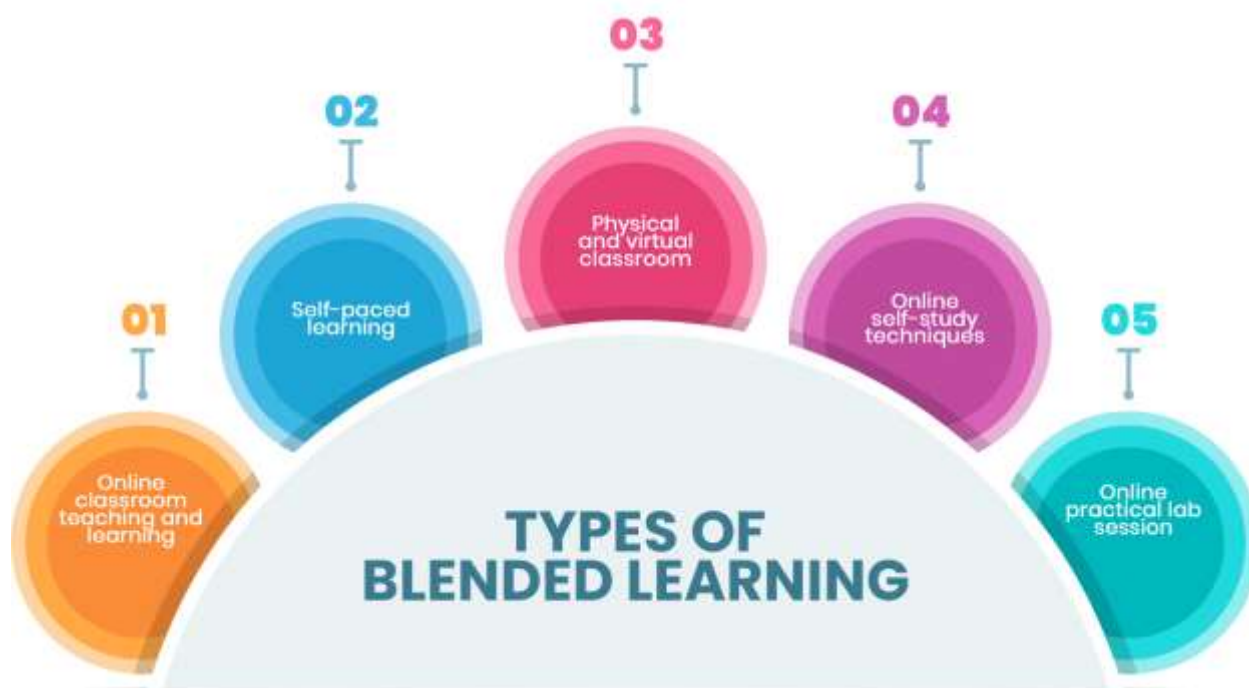 01
Online
classroom
teaching and
learning
02
Self-paced
learning
03
Physical
and virtual
classroom
04
Online
self-study
techniques
05
Online
practical lab
session
TYPES OF
BLENDED LEARNING